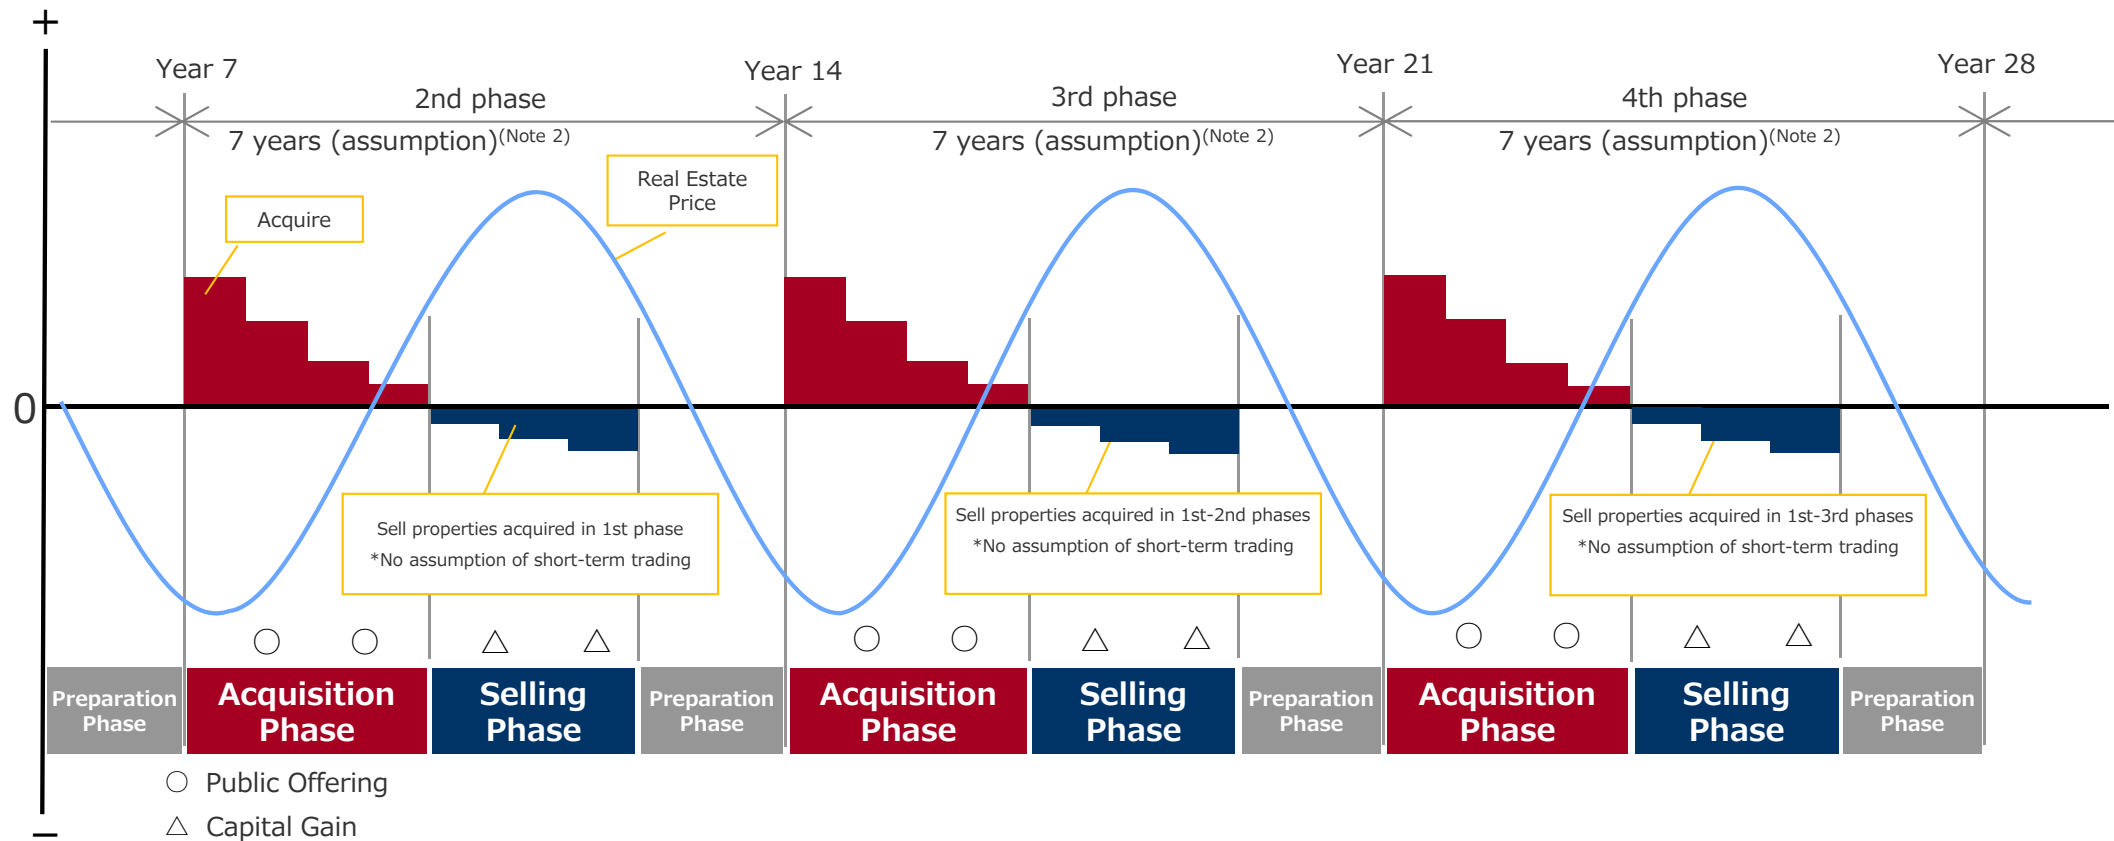 +
Year 7
Year 14
Year 21
Year 28
2nd phase
3rd phase
4th phase
7 years (assumption)(Note 2)
7 years (assumption)(Note 2)
7 years (assumption)(Note 2)
Real Estate
Price
Acquire
0
Sell properties acquired in 1st phase
*No assumption of short-term trading
Sell properties acquired in 1st-2nd phases
*No assumption of short-term trading
Sell properties acquired in 1st-3rd phases
*No assumption of short-term trading
○ ○ △ △ ○ ○ △ △ ○ ○ △ △
Preparation
Phase
Acquisition
Phase
Selling
Phase
Preparation
Phase
Acquisition
Phase
Selling
Phase
Preparation
Phase
Acquisition
Phase
Selling
Phase
Preparation
Phase
○ Public Offering
△ Capital Gain
−